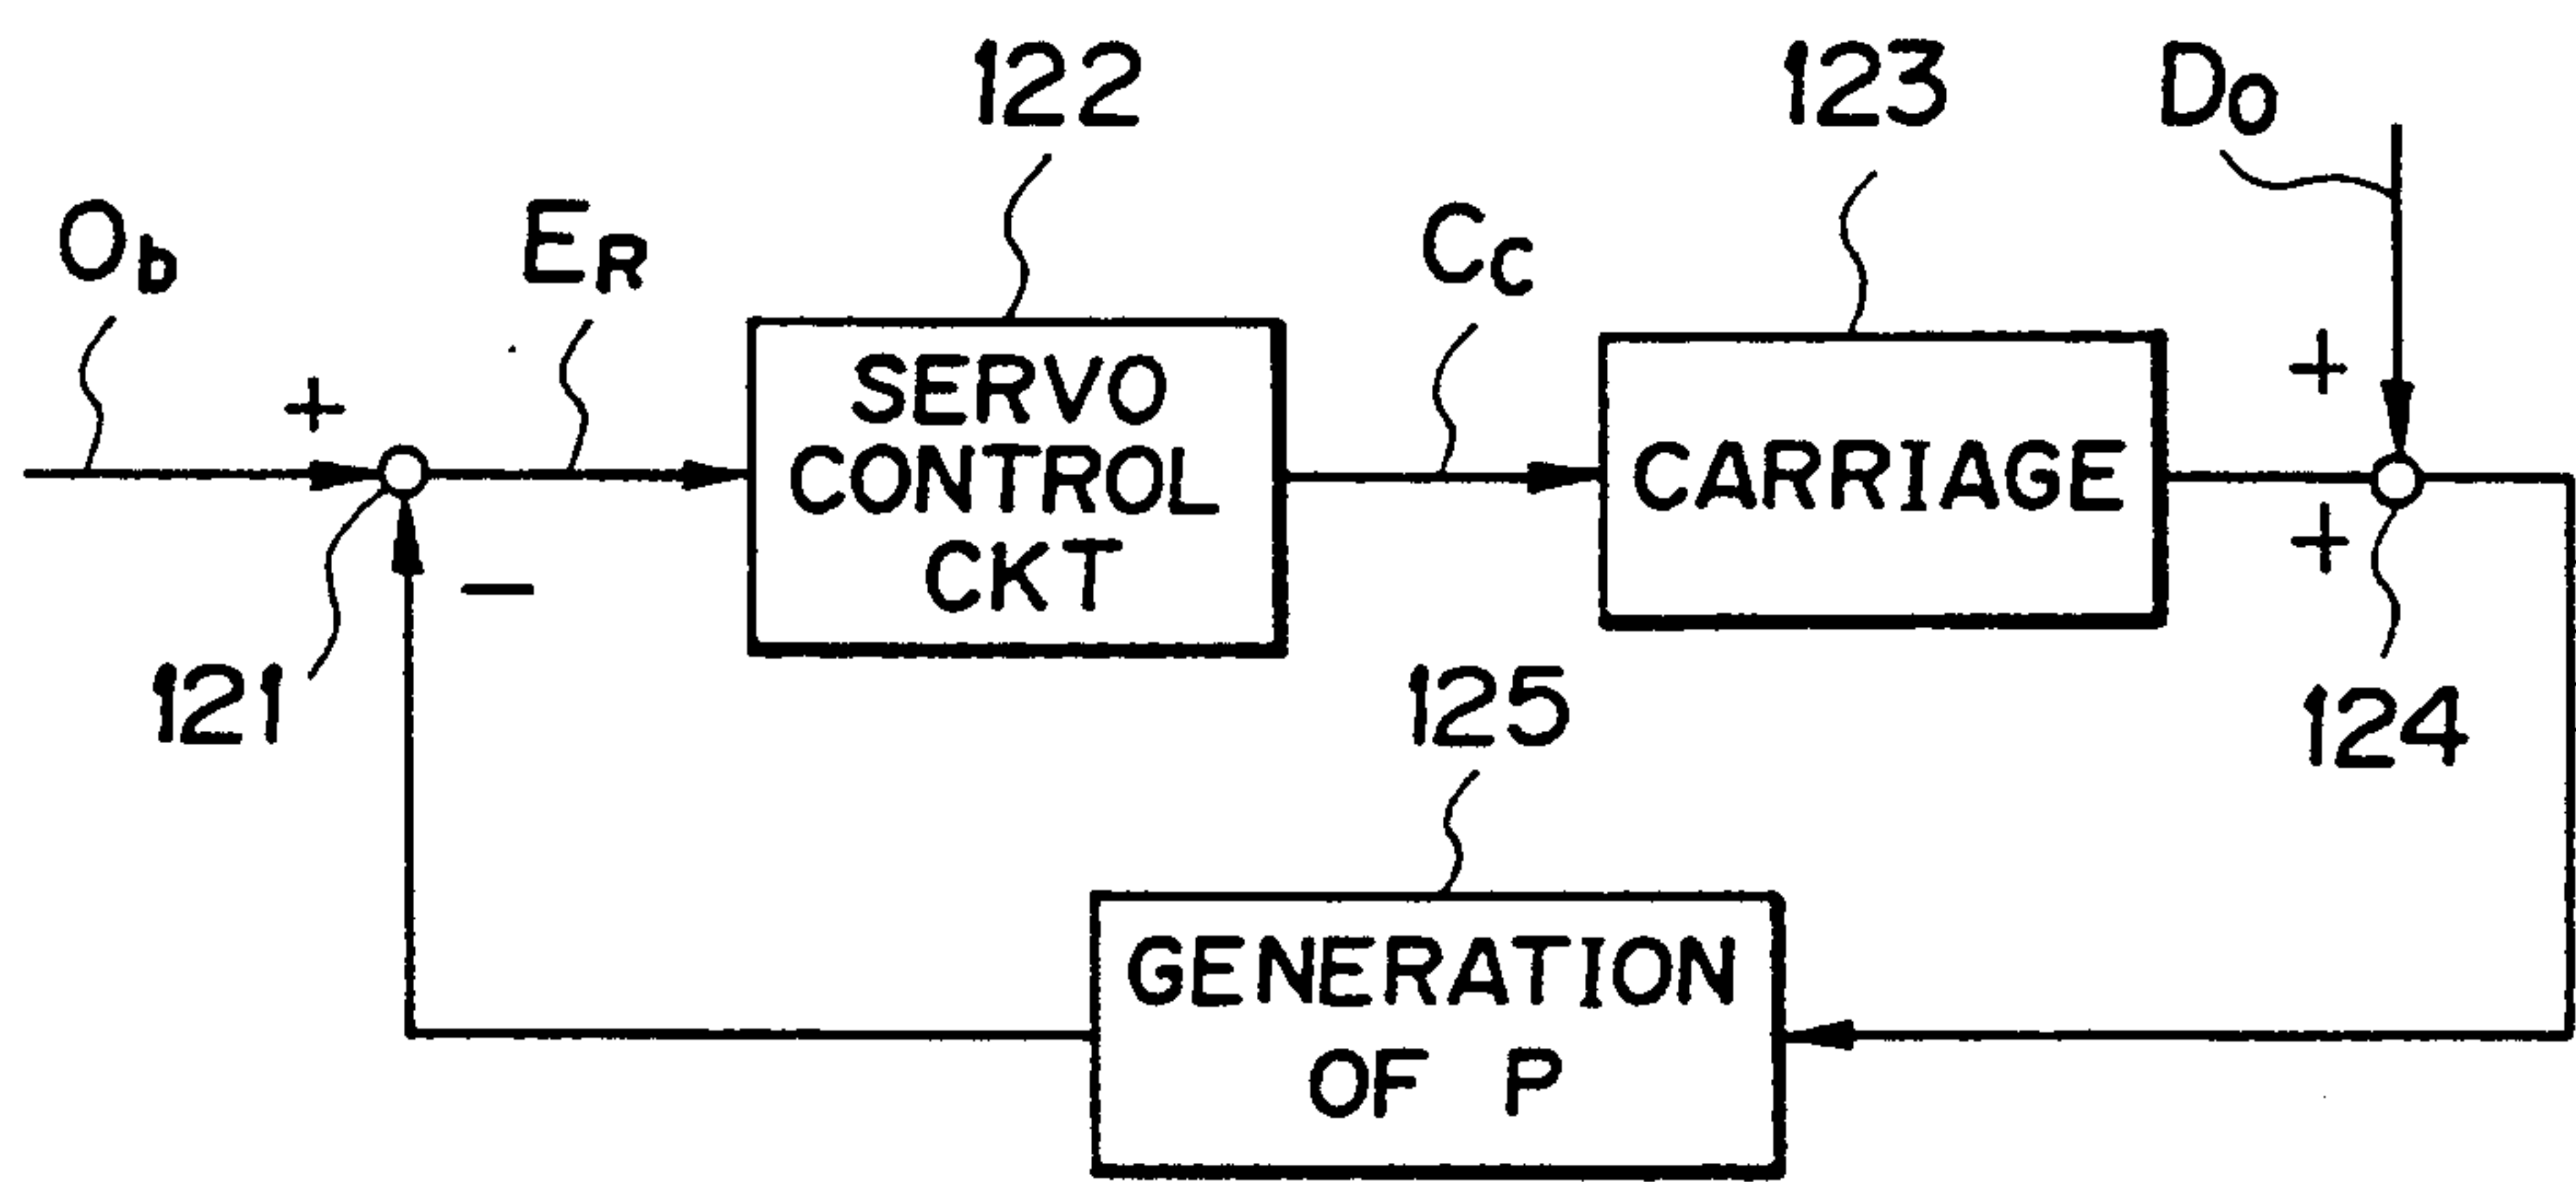 122
123
Do
Ob
ER
Cc
+
SERVO
CONTROL
CKT
CARRIAGE
+
+
−
121
125
124
GENERATION
OF P